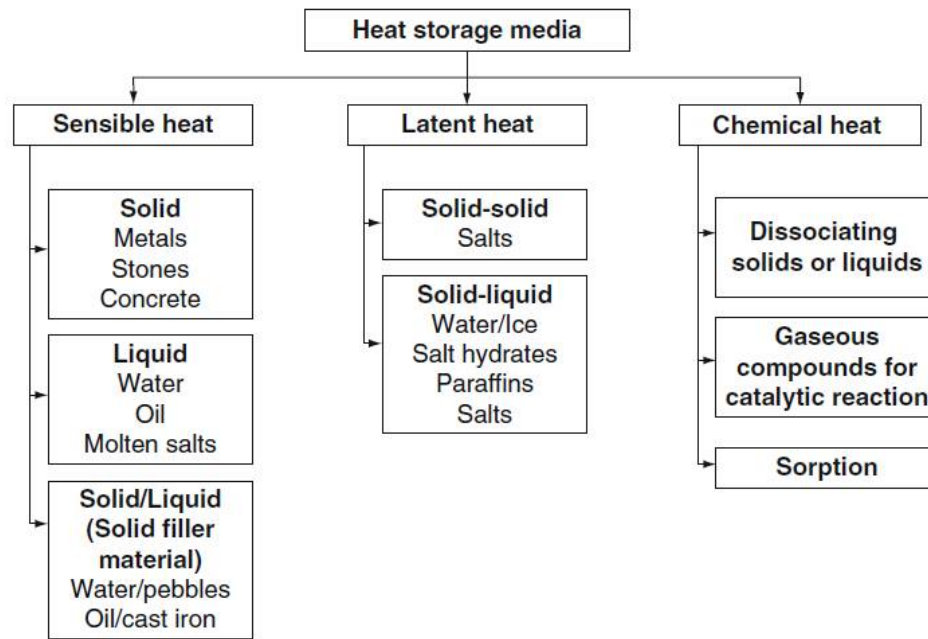 Heat storage media
Sensible heat
Solid
Metals
Stones
Concrete
Liquid
Water
Oil
Molten salts
Solid/Liquid
(Solid filler
material)
Water/pebbles
Oil/cast iron
Latent heat
Solid-solid
Salts
Solid-liquid
Water/Ice
Salt hydrates
Paraffins
Salts
Chemical heat
Dissociating
solids or liquids
Gaseous
compounds for
catalytic reaction
Sorption